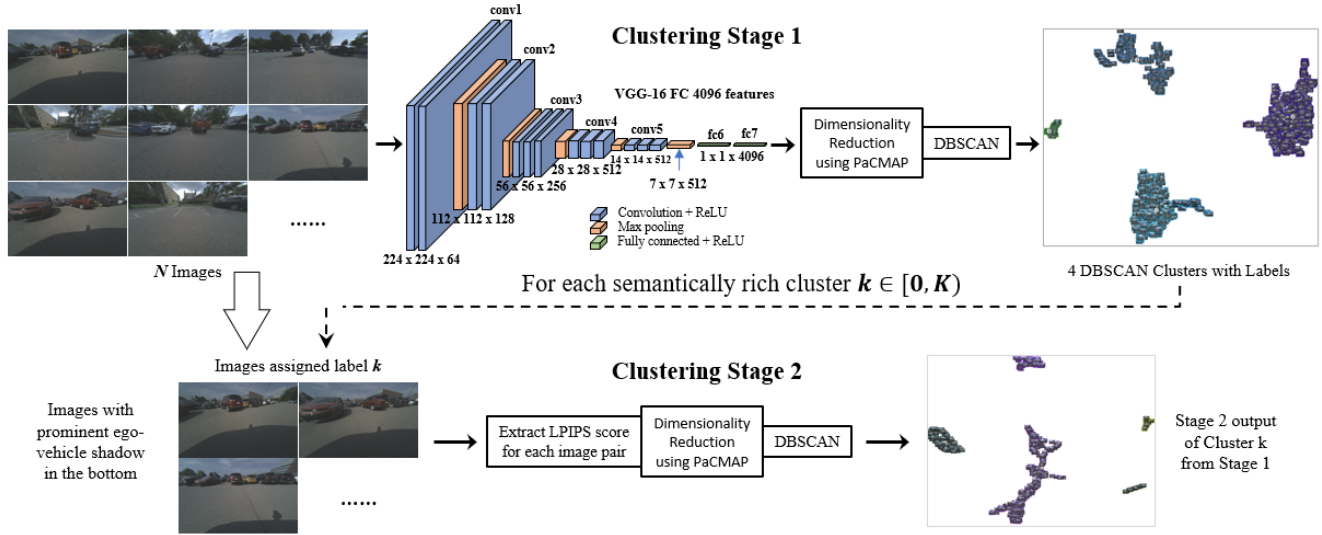 Clustering Stage 1
conv1
conv2
conv3
conv4
conv5
VGG-16 FC 4096 features
fc6 fc7
1 x 1 x 4096
14 x 14 x 512
28 x 28 x 512
7 x 7 x 512
56 x 56 x 256
112 x 112 x 128
224 x 224 x 64
Convolution + ReLU
Max pooling
Fully connected + ReLU
Dimensionality
Reduction
using PaCMAP
DBSCAN
......
N Images
4 DBSCAN Clusters with Labels
For each semantically rich cluster k ∈ [0, K)
Images assigned label k
Clustering Stage 2
Images with
prominent ego-
vehicle shadow
in the bottom
......
Extract LPIPS score
for each image pair
Dimensionality
Reduction
using PaCMAP
DBSCAN
Stage 2 output
of Cluster k
from Stage 1